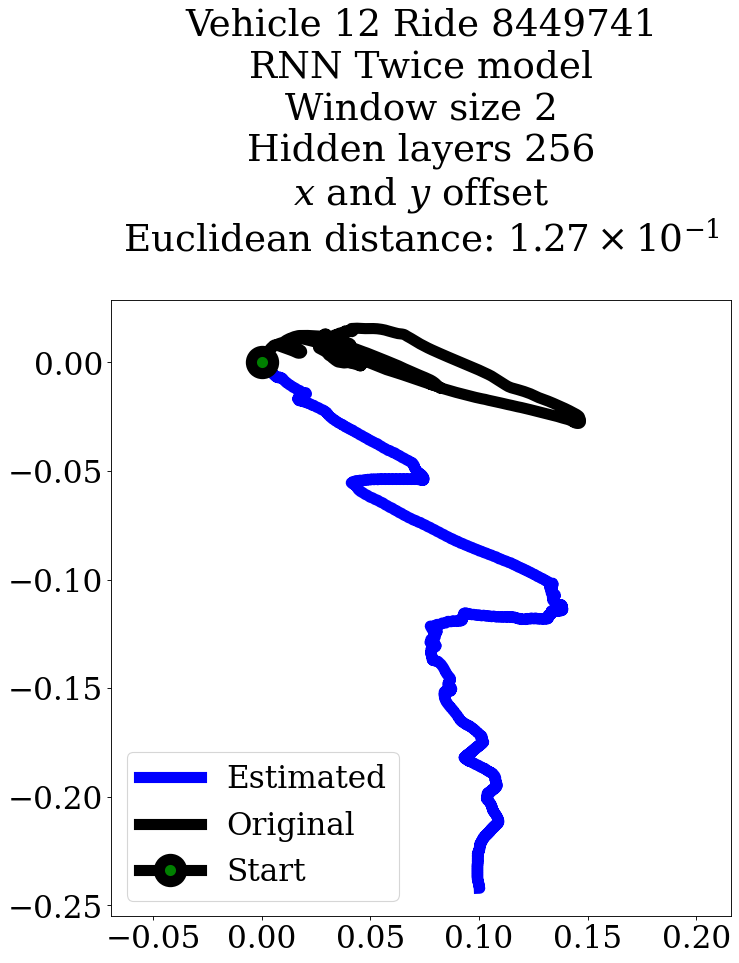 Vehicle 12 Ride 8449741
RNN Twice model
Window size 2
Hidden layers 256
x and y offset
Euclidean distance: 1.27 × 10⁻¹
0.00
−0.05
−0.10
−0.15
−0.20
−0.25
Estimated
Original
Start
−0.05 0.00 0.05 0.10 0.15 0.20